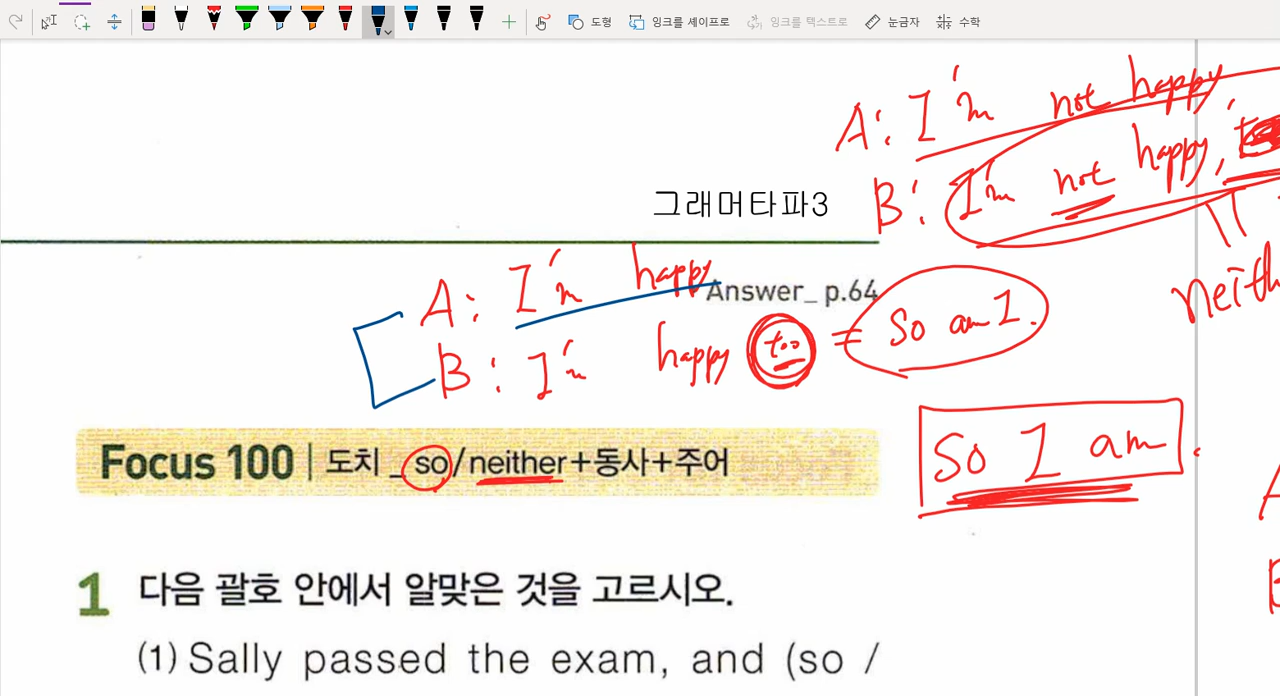 도형
잉크를 셰이프로
잉크를 텍스트로
눈금자
수학
A: I'm not happy
B: I'm not happy,
그래머타파3
neith
A: I'm happy
Answer_ p.64
B: I'm happy too = So am I.
So I am.
Focus 100 | 도치 _ so/neither+동사+주어
1 다음 괄호 안에서 알맞은 것을 고르시오.
(1) Sally passed the exam, and (so /